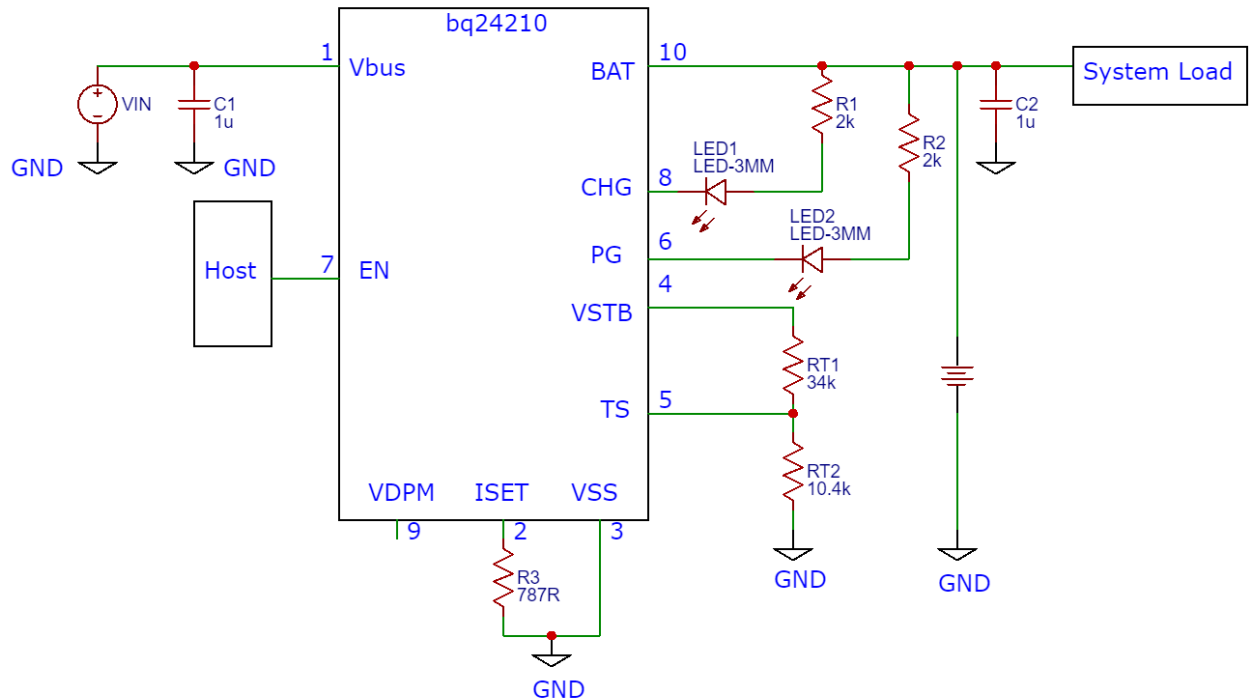 bq24210
1
Vbus
10
BAT
System Load
VIN
C1
1u
R1
2k
C2
1u
R2
2k
GND
GND
LED1
LED-3MM
CHG
8
LED2
LED-3MM
Host
7
EN
PG
6
4
VSTB
RT1
34k
TS
5
RT2
10.4k
VDPM
ISET
VSS
9
2
3
R3
787R
GND
GND
GND